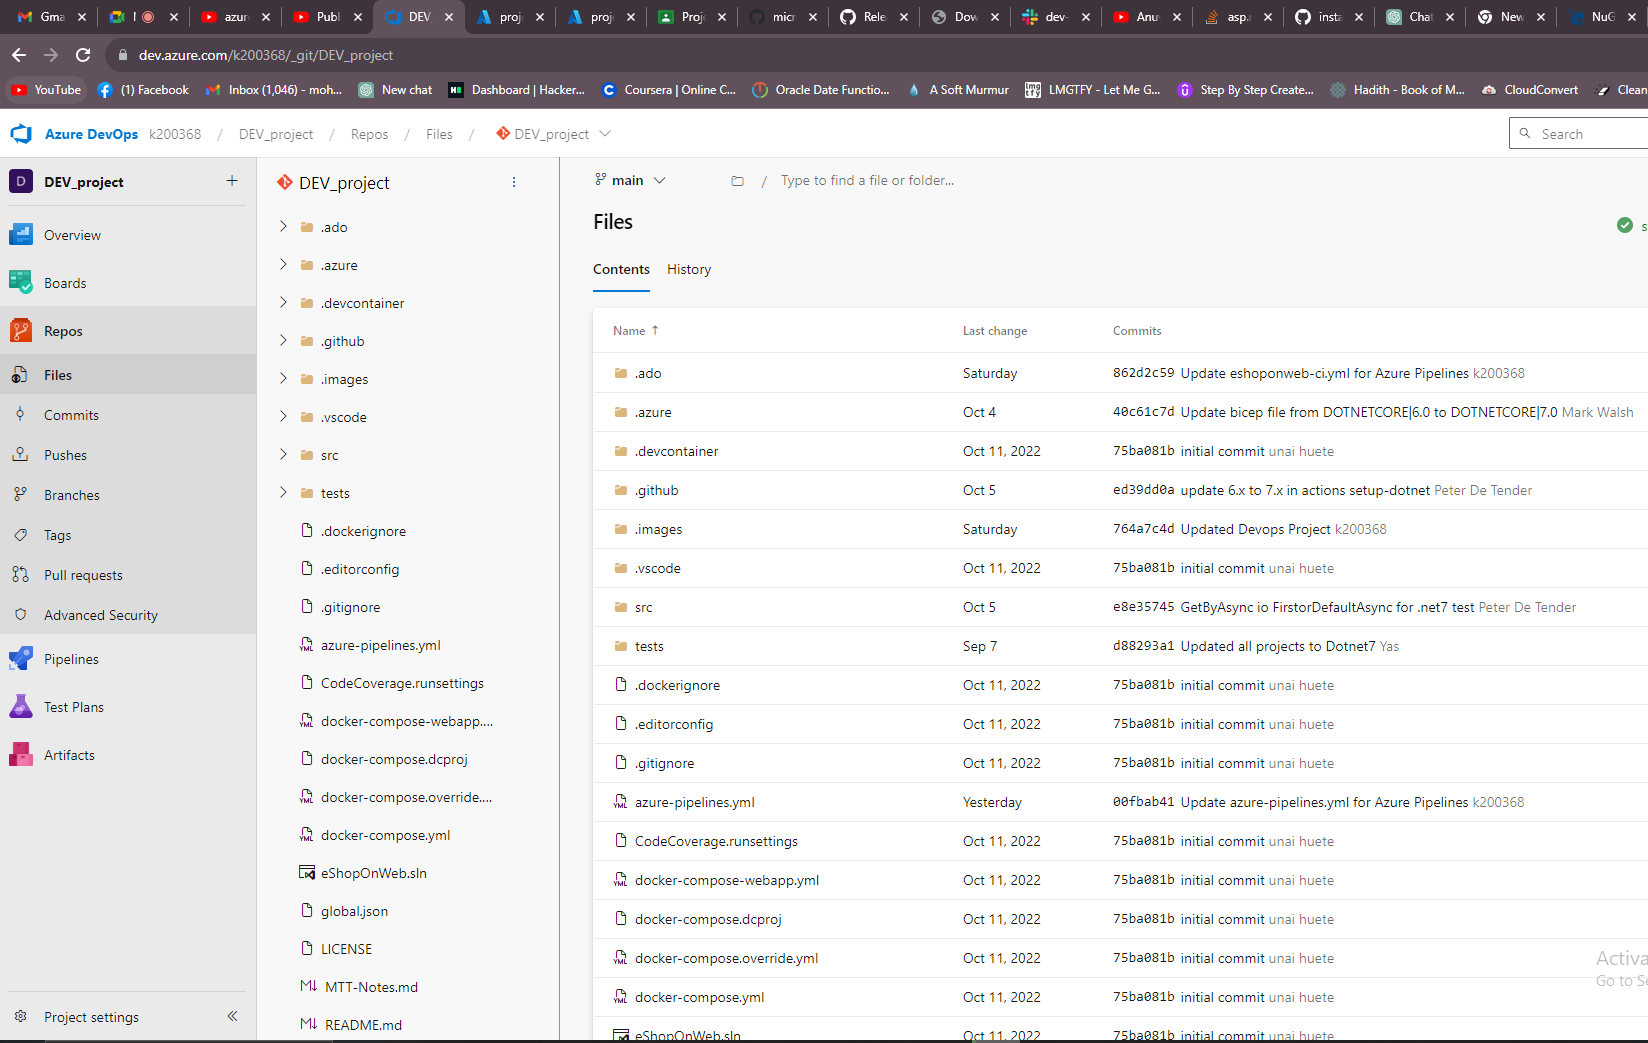 Gma
azur
Publ
DEV
proj
proj
Proj
micr
Rele
Dow
dev-
Anu
asp.
insta
Chat
New
NuG
dev.azure.com/k200368/_git/DEV_project
YouTube
(1) Facebook
Inbox (1,046) - moh...
New chat
Dashboard | Hacker...
Coursera | Online C...
Oracle Date Functio...
A Soft Murmur
LMGTFY - Let Me G...
Step By Step Create...
Hadith - Book of M...
CloudConvert
Clean
Azure DevOps k200368 / DEV_project / Repos / Files / DEV_project
Search
D DEV_project +
Overview
Boards
Repos
Files
Commits
Pushes
Branches
Tags
Pull requests
Advanced Security
Pipelines
Test Plans
Artifacts
Project settings
DEV_project
.ado
.azure
.devcontainer
.github
.images
.vscode
src
tests
.dockerignore
.editorconfig
.gitignore
YML azure-pipelines.yml
CodeCoverage.runsettings
YML docker-compose-webapp....
docker-compose.dcproj
YML docker-compose.override....
YML docker-compose.yml
eShopOnWeb.sln
global.json
LICENSE
M↓ MTT-Notes.md
M↓ README.md
main / Type to find a file or folder...
Files
s
Contents History
Name ↑ Last change Commits
.ado Saturday 862d2c59 Update eshoponweb-ci.yml for Azure Pipelines k200368
.azure Oct 4 40c61c7d Update bicep file from DOTNETCORE|6.0 to DOTNETCORE|7.0 Mark Walsh
.devcontainer Oct 11, 2022 75ba081b initial commit unai huete
.github Oct 5 ed39dd0a update 6.x to 7.x in actions setup-dotnet Peter De Tender
.images Saturday 764a7c4d Updated Devops Project k200368
.vscode Oct 11, 2022 75ba081b initial commit unai huete
src Oct 5 e8e35745 GetByAsync io FirstorDefaultAsync for .net7 test Peter De Tender
tests Sep 7 d88293a1 Updated all projects to Dotnet7 Yas
.dockerignore Oct 11, 2022 75ba081b initial commit unai huete
.editorconfig Oct 11, 2022 75ba081b initial commit unai huete
.gitignore Oct 11, 2022 75ba081b initial commit unai huete
YML azure-pipelines.yml Yesterday 00fbab41 Update azure-pipelines.yml for Azure Pipelines k200368
CodeCoverage.runsettings Oct 11, 2022 75ba081b initial commit unai huete
YML docker-compose-webapp.yml Oct 11, 2022 75ba081b initial commit unai huete
docker-compose.dcproj Oct 11, 2022 75ba081b initial commit unai huete
YML docker-compose.override.yml Oct 11, 2022 75ba081b initial commit unai huete
YML docker-compose.yml Oct 11, 2022 75ba081b initial commit unai huete
eShopOnWeb.sln Oct 11, 2022 75ba081b initial commit unai huete
Activa
Go to Se